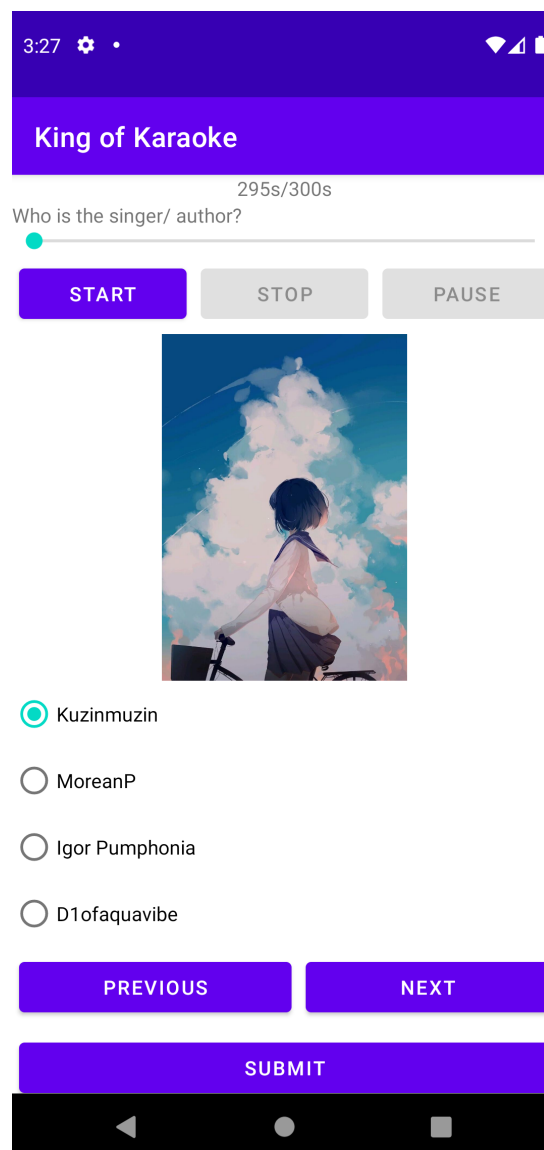 3:27
King of Karaoke
295s/300s
Who is the singer/ author?
START STOP PAUSE
Kuzinmuzin
MoreanP
Igor Pumphonia
D1ofaquavibe
PREVIOUS NEXT
SUBMIT